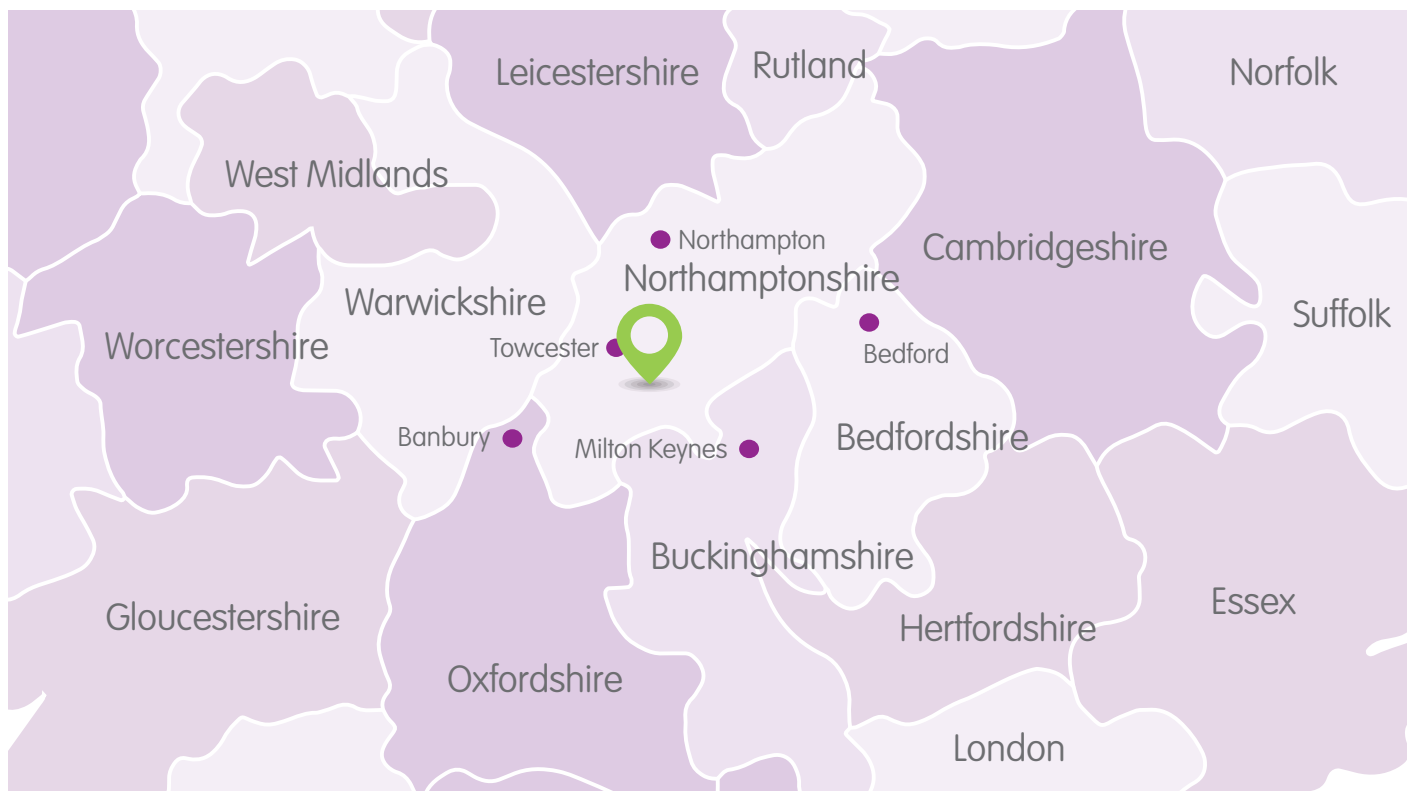 Leicestershire
Rutland
Norfolk
West Midlands
Northampton
Cambridgeshire
Northamptonshire
Warwickshire
Suffolk
Worcestershire
Towcester
Bedford
Banbury
Milton Keynes
Bedfordshire
Buckinghamshire
Essex
Gloucestershire
Hertfordshire
Oxfordshire
London